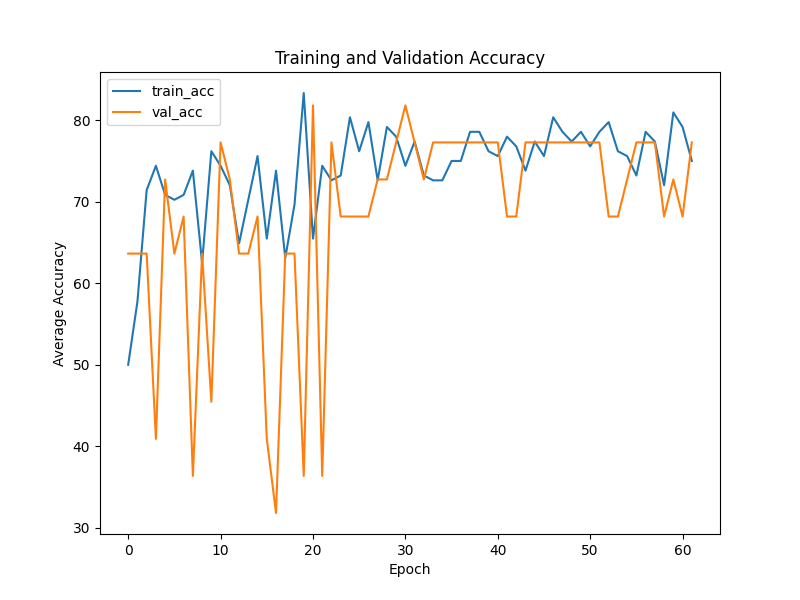 Training and Validation Accuracy
train_acc
val_acc
Average Accuracy
80
70
60
50
40
30
0 10 20 30 40 50 60
Epoch